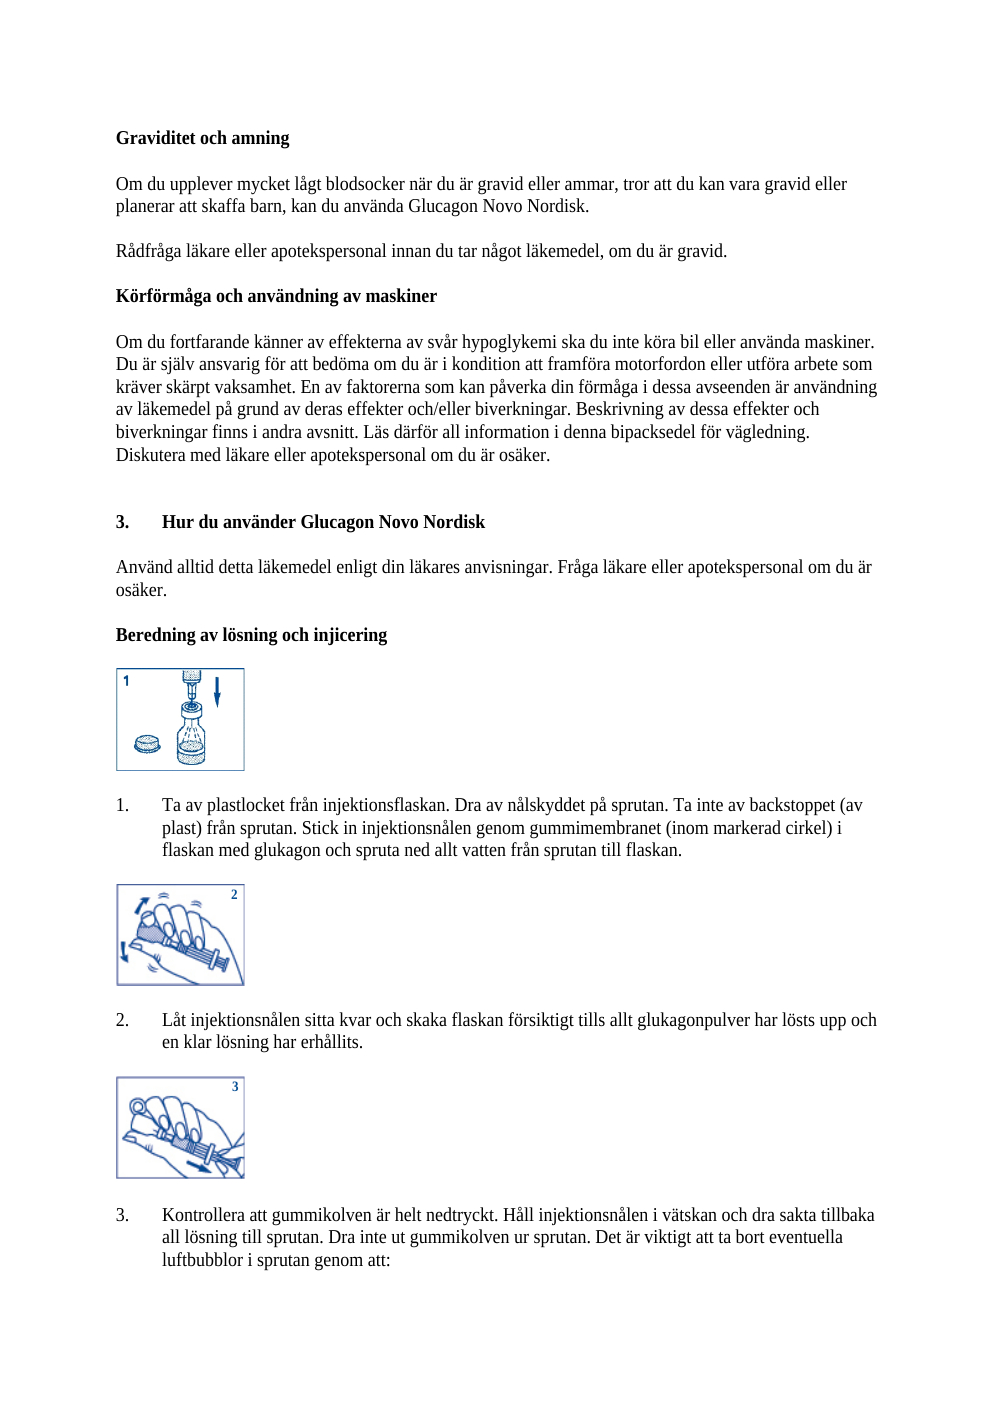 Graviditet och amning
Om du upplever mycket lågt blodsocker när du är gravid eller ammar, tror att du kan vara gravid eller
planerar att skaffa barn, kan du använda Glucagon Novo Nordisk.
Rådfråga läkare eller apotekspersonal innan du tar något läkemedel, om du är gravid.
Körförmåga och användning av maskiner
Om du fortfarande känner av effekterna av svår hypoglykemi ska du inte köra bil eller använda maskiner.
Du är själv ansvarig för att bedöma om du är i kondition att framföra motorfordon eller utföra arbete som
kräver skärpt vaksamhet. En av faktorerna som kan påverka din förmåga i dessa avseenden är användning
av läkemedel på grund av deras effekter och/eller biverkningar. Beskrivning av dessa effekter och
biverkningar finns i andra avsnitt. Läs därför all information i denna bipacksedel för vägledning.
Diskutera med läkare eller apotekspersonal om du är osäker.
3. Hur du använder Glucagon Novo Nordisk
Använd alltid detta läkemedel enligt din läkares anvisningar. Fråga läkare eller apotekspersonal om du är
osäker.
Beredning av lösning och injicering
1
1. Ta av plastlocket från injektionsflaskan. Dra av nålskyddet på sprutan. Ta inte av backstoppet (av
plast) från sprutan. Stick in injektionsnålen genom gummimembranet (inom markerad cirkel) i
flaskan med glukagon och spruta ned allt vatten från sprutan till flaskan.
2
2. Låt injektionsnålen sitta kvar och skaka flaskan försiktigt tills allt glukagonpulver har lösts upp och
en klar lösning har erhållits.
3
3. Kontrollera att gummikolven är helt nedtryckt. Håll injektionsnålen i vätskan och dra sakta tillbaka
all lösning till sprutan. Dra inte ut gummikolven ur sprutan. Det är viktigt att ta bort eventuella
luftbubblor i sprutan genom att: